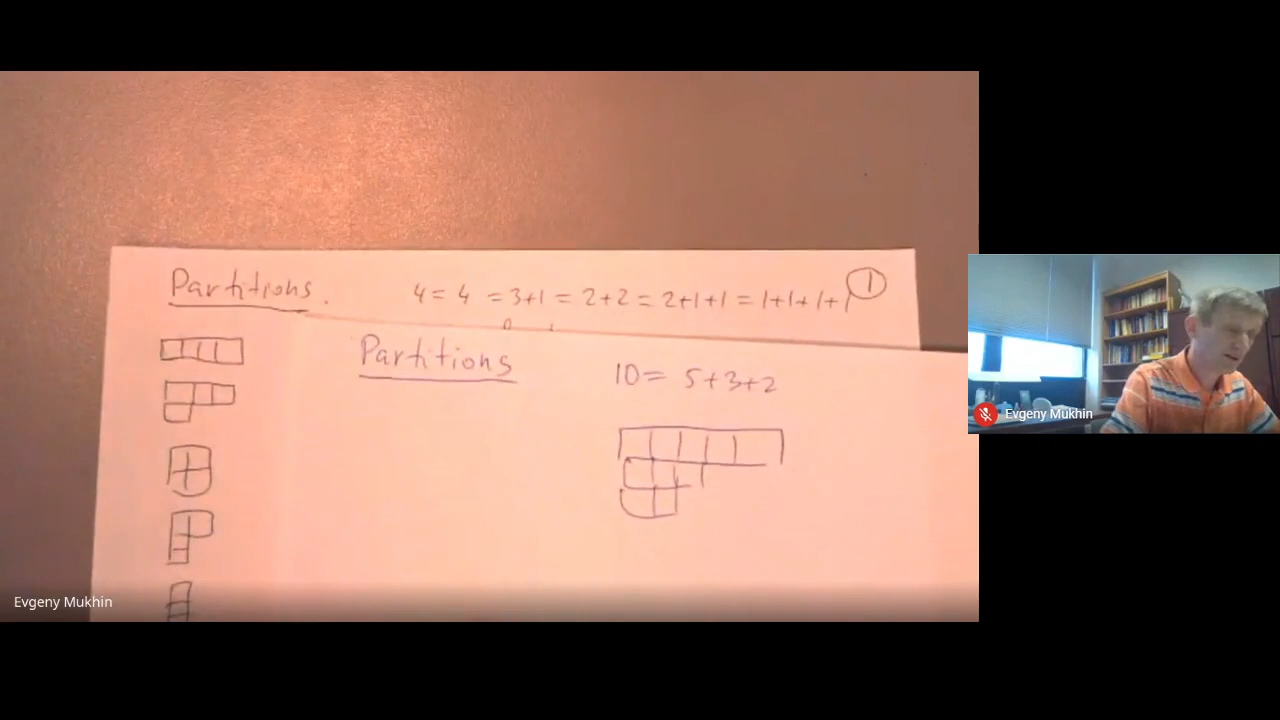 Partitions.
4 = 4 = 3+1 = 2+2 = 2+1+1 = 1+1+1+1
1
Partitions
10 = 5+3+2
Evgeny Mukhin
Evgeny Mukhin